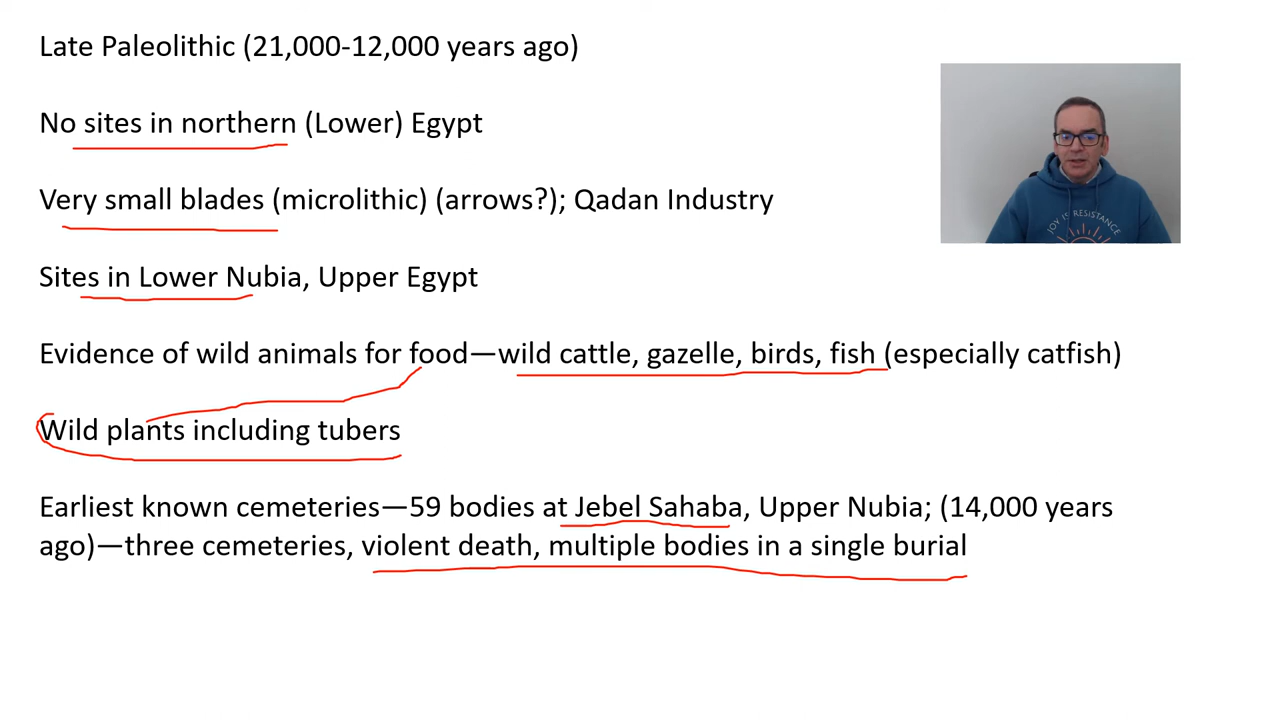 Late Paleolithic (21,000-12,000 years ago)
No sites in northern (Lower) Egypt
Very small blades (microlithic) (arrows?); Qadan Industry
Sites in Lower Nubia, Upper Egypt
Evidence of wild animals for food—wild cattle, gazelle, birds, fish (especially catfish)
Wild plants including tubers
Earliest known cemeteries—59 bodies at Jebel Sahaba, Upper Nubia; (14,000 years
ago)—three cemeteries, violent death, multiple bodies in a single burial
JOY IS RESISTANCE